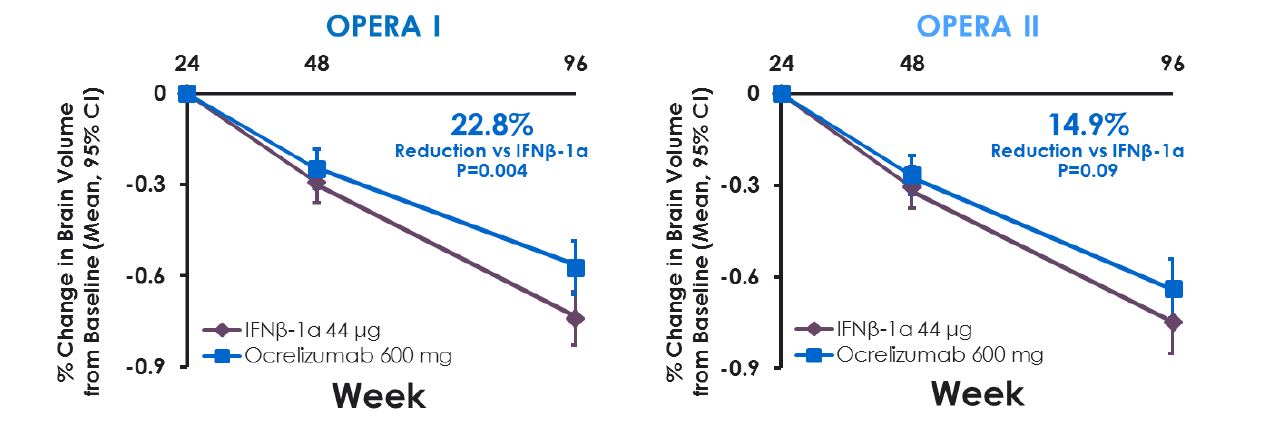 OPERA I
24 48 96
% Change in Brain Volume
from Baseline (Mean, 95% CI)
0
-0.3
-0.6
-0.9
22.8%
Reduction vs IFNβ-1a
P=0.004
IFNβ-1a 44 µg
Ocrelizumab 600 mg
Week
OPERA II
24 48 96
% Change in Brain Volume
from Baseline (Mean, 95% CI)
0
-0.3
-0.6
-0.9
14.9%
Reduction vs IFNβ-1a
P=0.09
IFNβ-1a 44 µg
Ocrelizumab 600 mg
Week